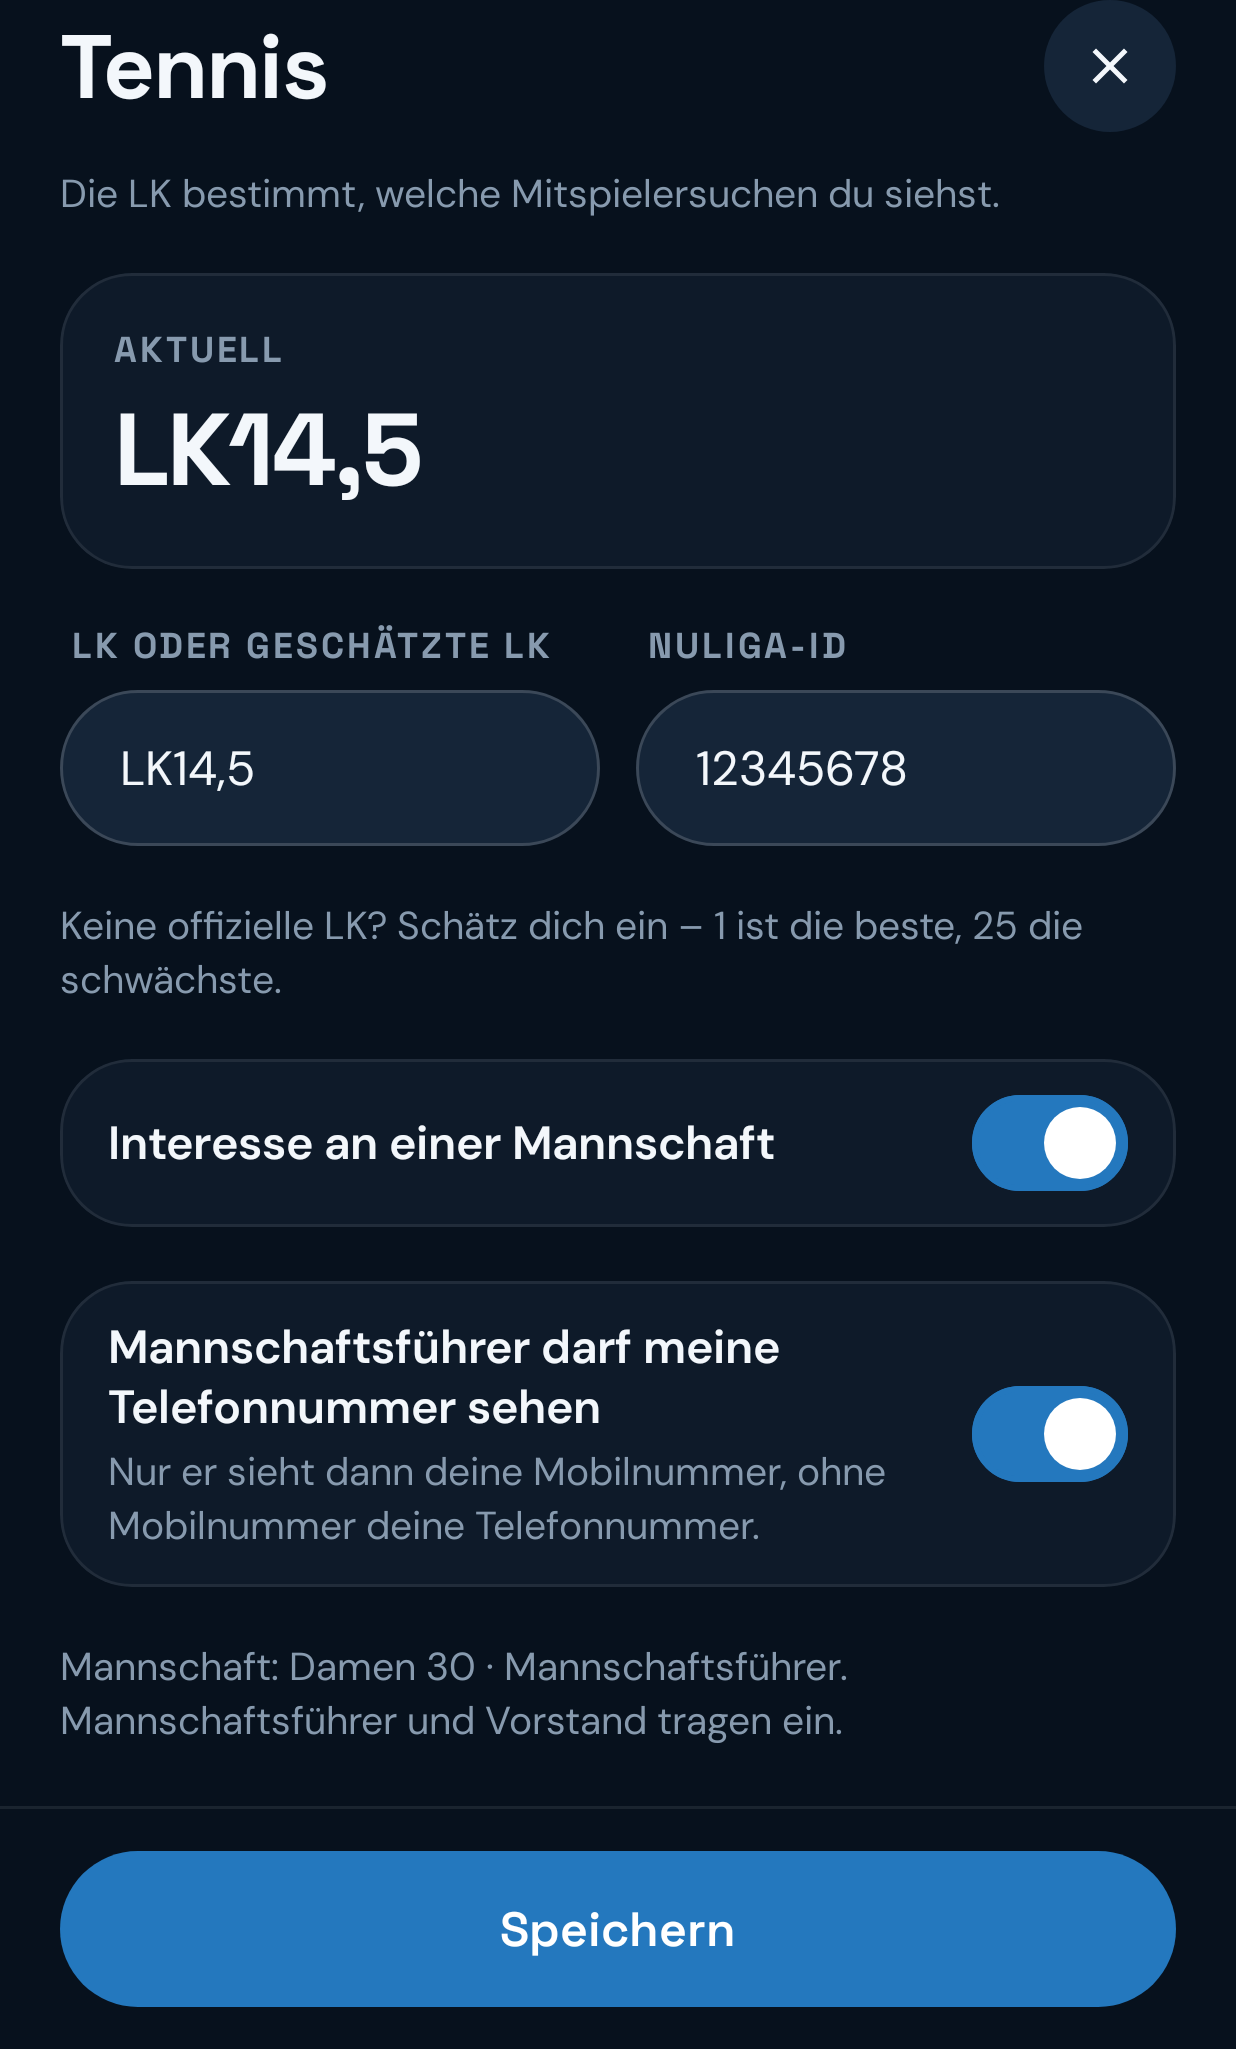 Tennis
Die LK bestimmt, welche Mitspielersuchen du siehst.
AKTUELL
LK14,5
LK ODER GESCHÄTZTE LK
NULIGA-ID
LK14,5
12345678
Keine offizielle LK? Schätz dich ein – 1 ist die beste, 25 die
schwächste.
Interesse an einer Mannschaft
Mannschaftsführer darf meine
Telefonnummer sehen
Nur er sieht dann deine Mobilnummer, ohne
Mobilnummer deine Telefonnummer.
Mannschaft: Damen 30 · Mannschaftsführer.
Mannschaftsführer und Vorstand tragen ein.
Speichern